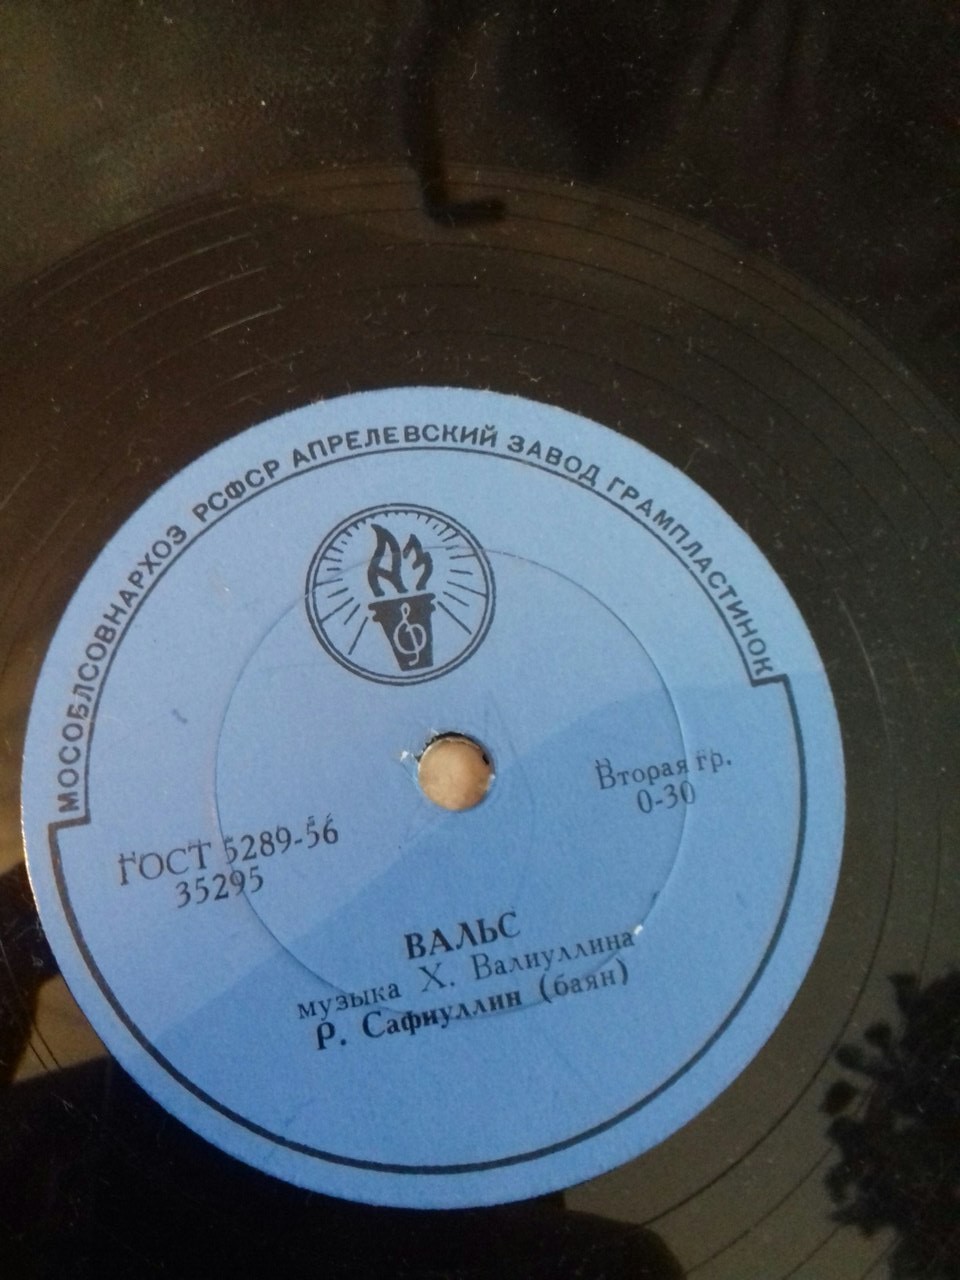 МОСОБЛСОВНАРХОЗ РСФСР АПРЕЛЕВСКИЙ ЗАВОД ГРАМПЛАСТИНОК
АЗ
Вторая гр.
0-30
ГОСТ 5289-56
35295
ВАЛЬС
музыка Х. Валиуллина
Р. Сафиуллин (баян)